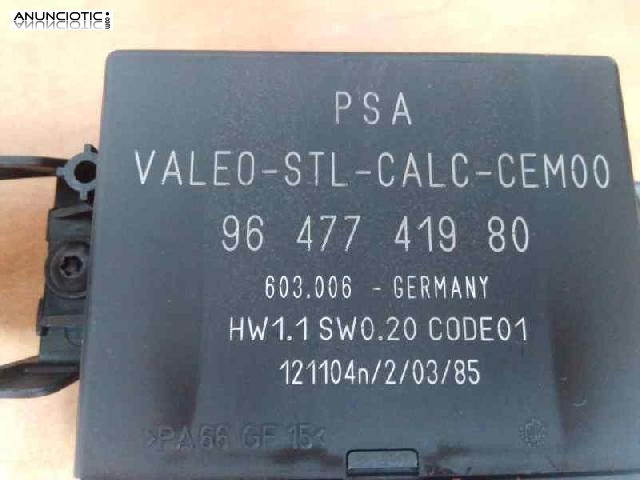 ANUNCIOTIC.com
PSA
VALEO-STL-CALC-CEM00
96 477 419 80
603.006 - GERMANY
HW1.1 SW0.20 CODE01
121104n/2/03/85
>PA66 GF 15<